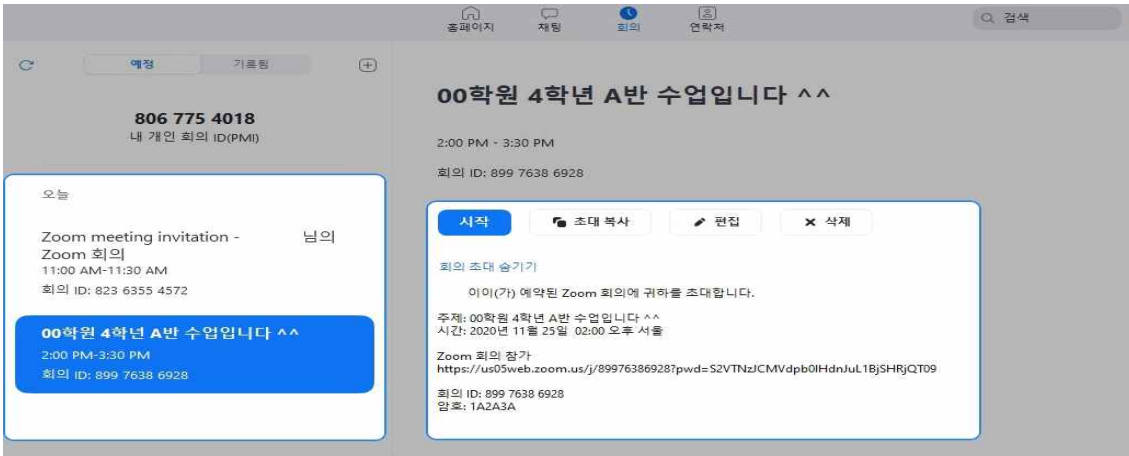 홈페이지
채팅
회의
연락처
검색
예정
기록됨
806 775 4018
내 개인 회의 ID(PMI)
오늘
Zoom meeting invitation - 님의
Zoom 회의
11:00 AM-11:30 AM
회의 ID: 823 6355 4572
00학원 4학년 A반 수업입니다 ^^
2:00 PM-3:30 PM
회의 ID: 899 7638 6928
00학원 4학년 A반 수업입니다 ^^
2:00 PM - 3:30 PM
회의 ID: 899 7638 6928
시작
초대 복사
편집
삭제
회의 초대 숨기기
이이(가) 예약된 Zoom 회의에 귀하를 초대합니다.
주제: 00학원 4학년 A반 수업입니다 ^^
시간: 2020년 11월 25일 02:00 오후 서울
Zoom 회의 참가
https://us05web.zoom.us/j/89976386928?pwd=S2VTNzJCMVdpb0lHdnJuL1BjSHRjQT09
회의 ID: 899 7638 6928
암호: 1A2A3A